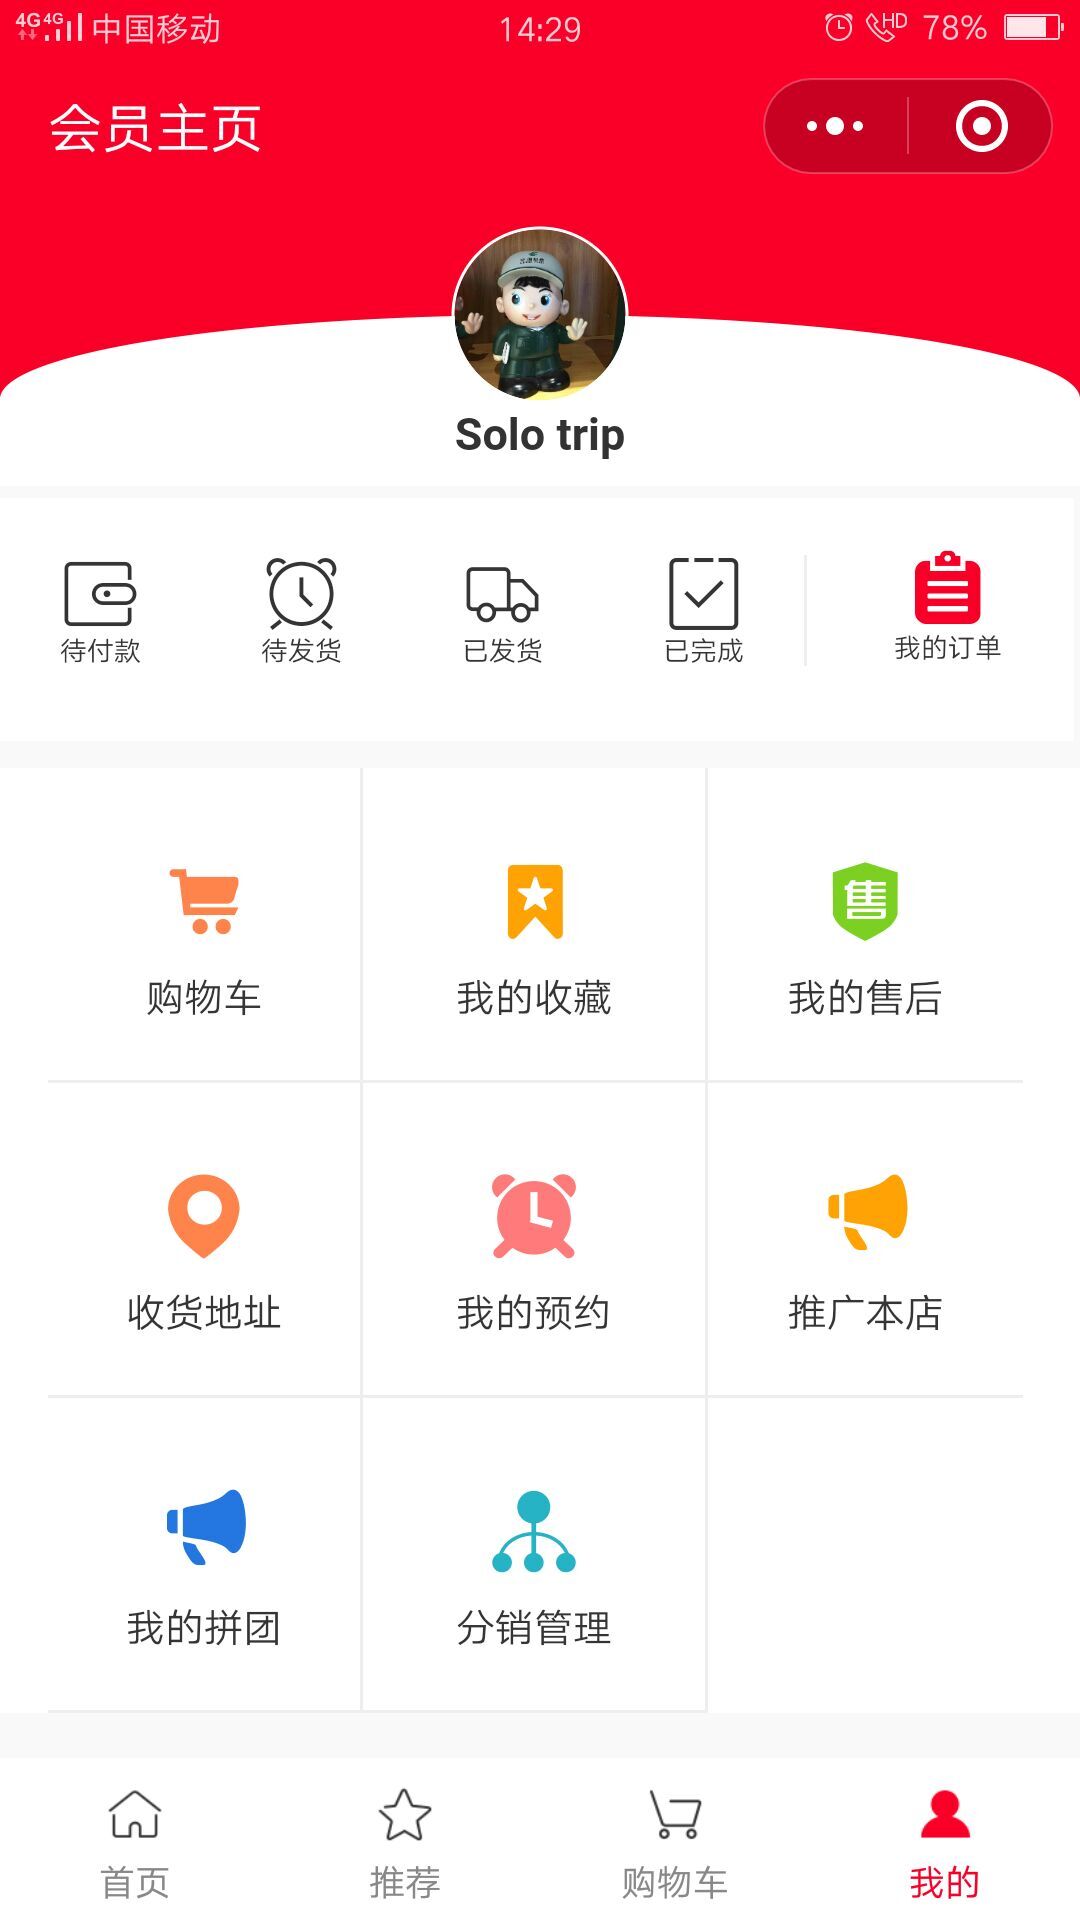 4G 4G 中国移动 14:29 HD 78%
会员主页
Solo trip
待付款 待发货 已发货 已完成 我的订单
售
购物车 我的收藏 我的售后
收货地址 我的预约 推广本店
我的拼团 分销管理
首页 推荐 购物车 我的